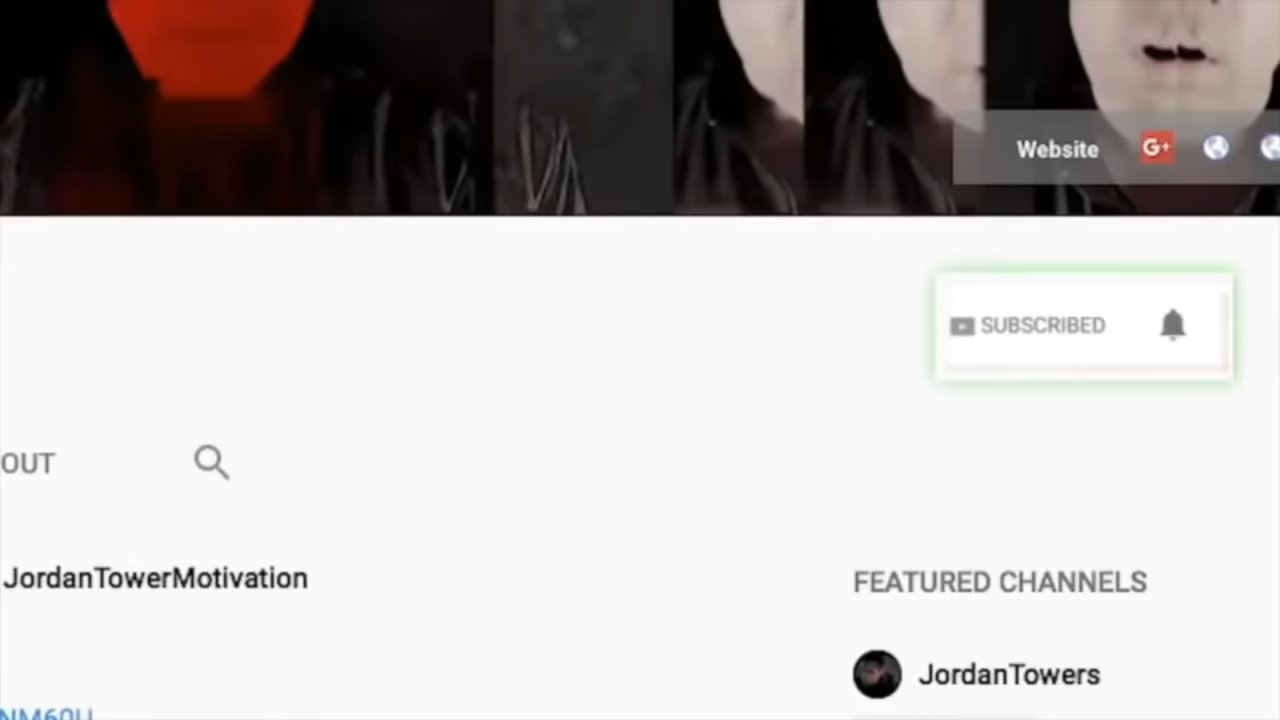 Website G+
SUBSCRIBED
OUT
JordanTowerMotivation
FEATURED CHANNELS
JordanTowers